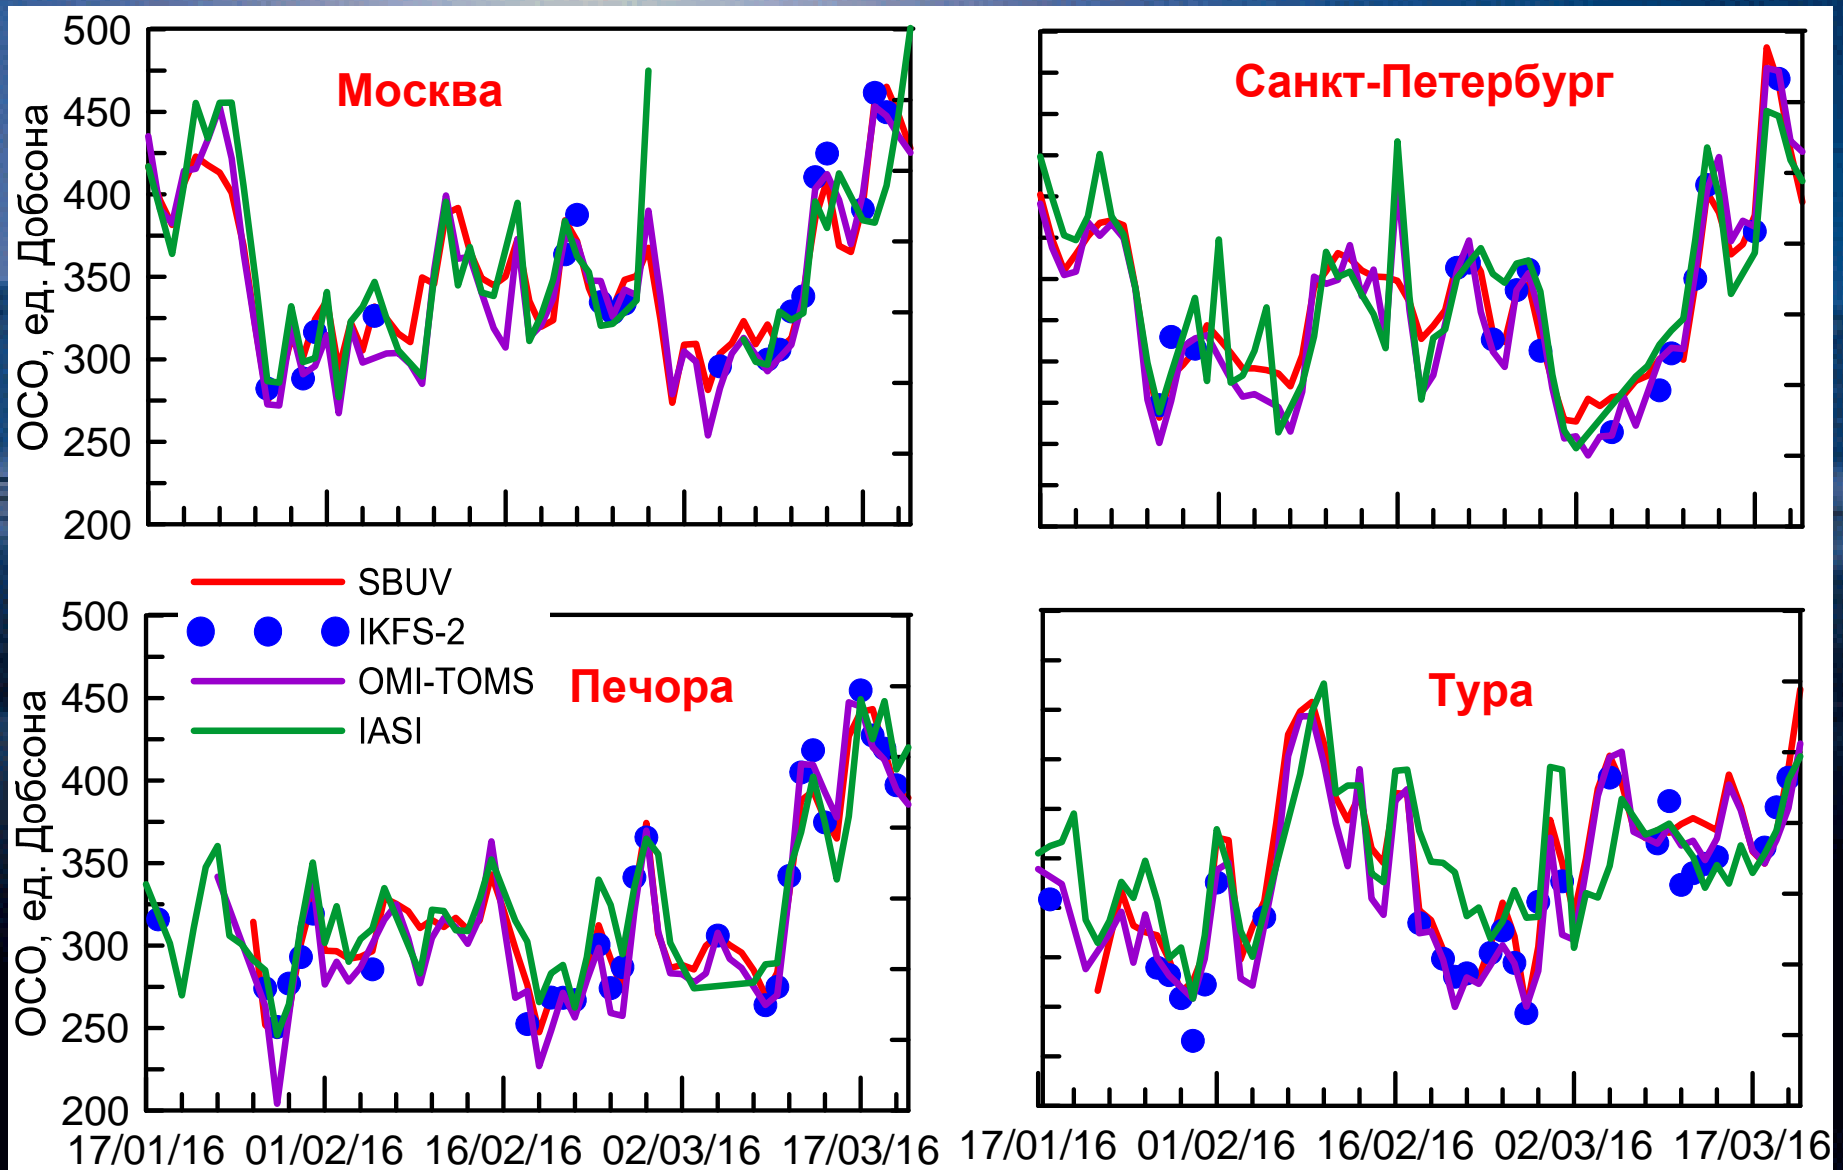 500
450
400
350
300
250
200
ОСО, ед. Добсона
Москва
Санкт-Петербург
SBUV
IKFS-2
OMI-TOMS
IASI
500
450
400
350
300
250
200
ОСО, ед. Добсона
Печора
Тура
17/01/16 01/02/16 16/02/16 02/03/16 17/03/16
17/01/16 01/02/16 16/02/16 02/03/16 17/03/16